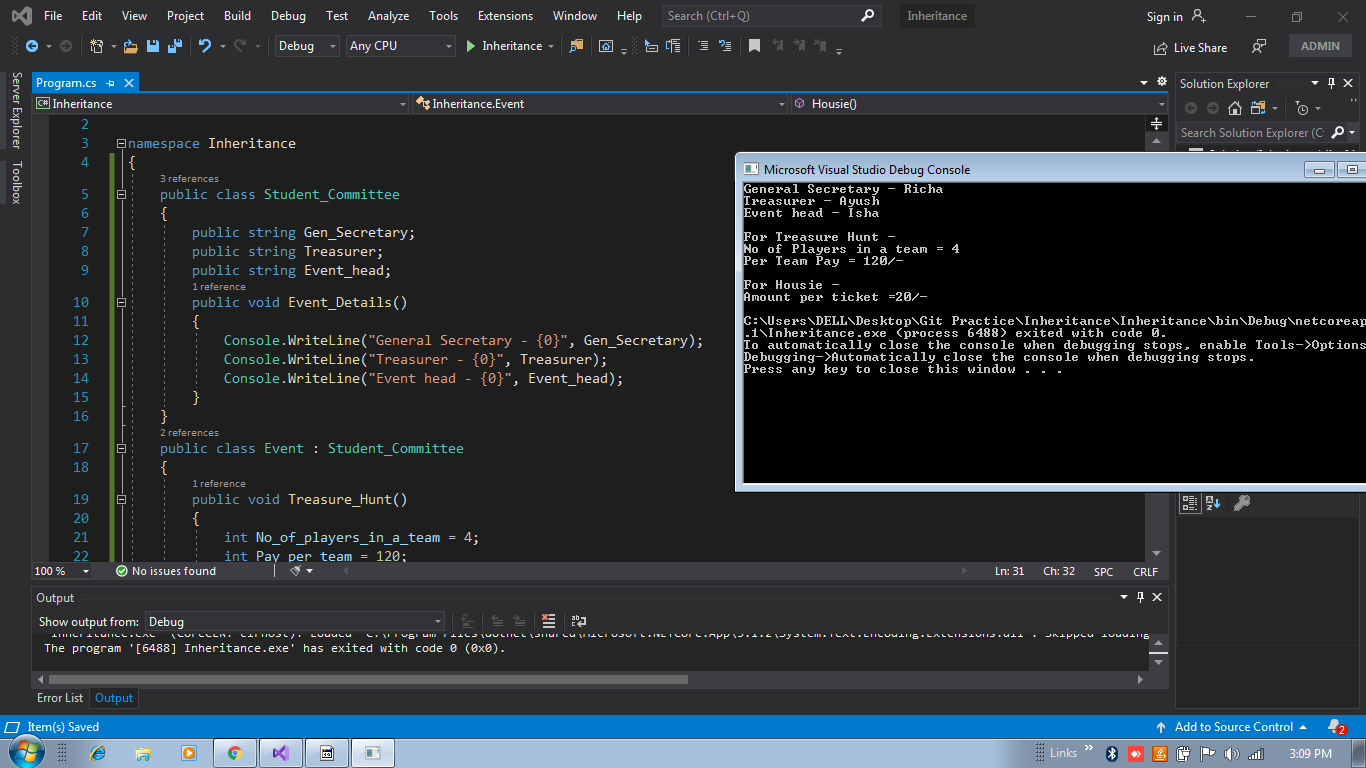 File Edit View Project Build Debug Test Analyze Tools Extensions Window Help Search (Ctrl+Q) Inheritance Sign in
Debug Any CPU Inheritance Live Share ADMIN
Server Explorer
Toolbox
Program.cs
C# Inheritance Inheritance.Event Housie()
2
3 namespace Inheritance
4 {
3 references
5 public class Student_Committee
6 {
7 public string Gen_Secretary;
8 public string Treasurer;
9 public string Event_head;
1 reference
10 public void Event_Details()
11 {
12 Console.WriteLine("General Secretary - {0}", Gen_Secretary);
13 Console.WriteLine("Treasurer - {0}", Treasurer);
14 Console.WriteLine("Event head - {0}", Event_head);
15 }
16 }
2 references
17 public class Event : Student_Committee
18 {
1 reference
19 public void Treasure_Hunt()
20 {
21 int No_of_players_in_a_team = 4;
22 int Pay_per_team = 120;
100 % No issues found Ln: 31 Ch: 32 SPC CRLF
Solution Explorer
Search Solution Explorer (C
Microsoft Visual Studio Debug Console
General Secretary - Richa
Treasurer - Ayush
Event head - Isha
For Treasure Hunt -
No of Players in a team = 4
Per Team Pay = 120/-
For Housie -
Amount per ticket =20/-
C:\Users\DELL\Desktop\Git Practice\Inheritance\Inheritance\bin\Debug\netcoreap
.1\Inheritance.exe (process 6488) exited with code 0.
To automatically close the console when debugging stops, enable Tools->Options
Debugging->Automatically close the console when debugging stops.
Press any key to close this window . . .
Output
Show output from: Debug
The program '[6488] Inheritance.exe' has exited with code 0 (0x0).
Error List Output
Item(s) Saved Add to Source Control 2
Links 3:09 PM